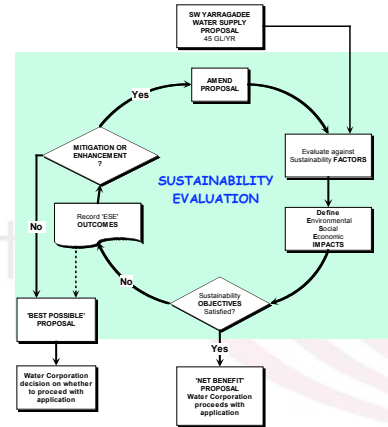 SW YARRAGADEE
WATER SUPPLY
PROPOSAL
45 GL/YR
AMEND
PROPOSAL
Yes
MITIGATION OR
ENHANCEMENT
?
Evaluate against
Sustainability FACTORS
SUSTAINABILITY
EVALUATION
No
Record 'ESE'
OUTCOMES
Define
Environmental
Social
Economic
IMPACTS
No
Sustainability
OBJECTIVES
Satisfied?
'BEST POSSIBLE'
PROPOSAL
Yes
Water Corporation
decision on whether
to proceed with
application
'NET BENEFIT'
PROPOSAL
Water Corporation
proceeds with
application